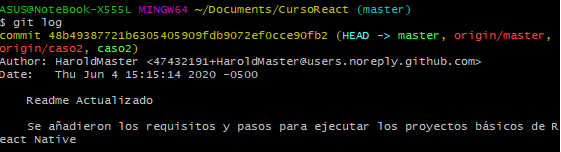 ASUS@NoteBook-X555L MINGW64 ~/Documents/CursoReact (master)
$ git log
commit 48b49387721b6305405909fdb9072ef0cce90fb2 (HEAD -> master, origin/master,
origin/caso2, caso2)
Author: HaroldMaster <47432191+HaroldMaster@users.noreply.github.com>
Date:   Thu Jun 4 15:15:14 2020 -0500
    Readme Actualizado
    Se añadieron los requisitos y pasos para ejecutar los proyectos básicos de R
eact Native